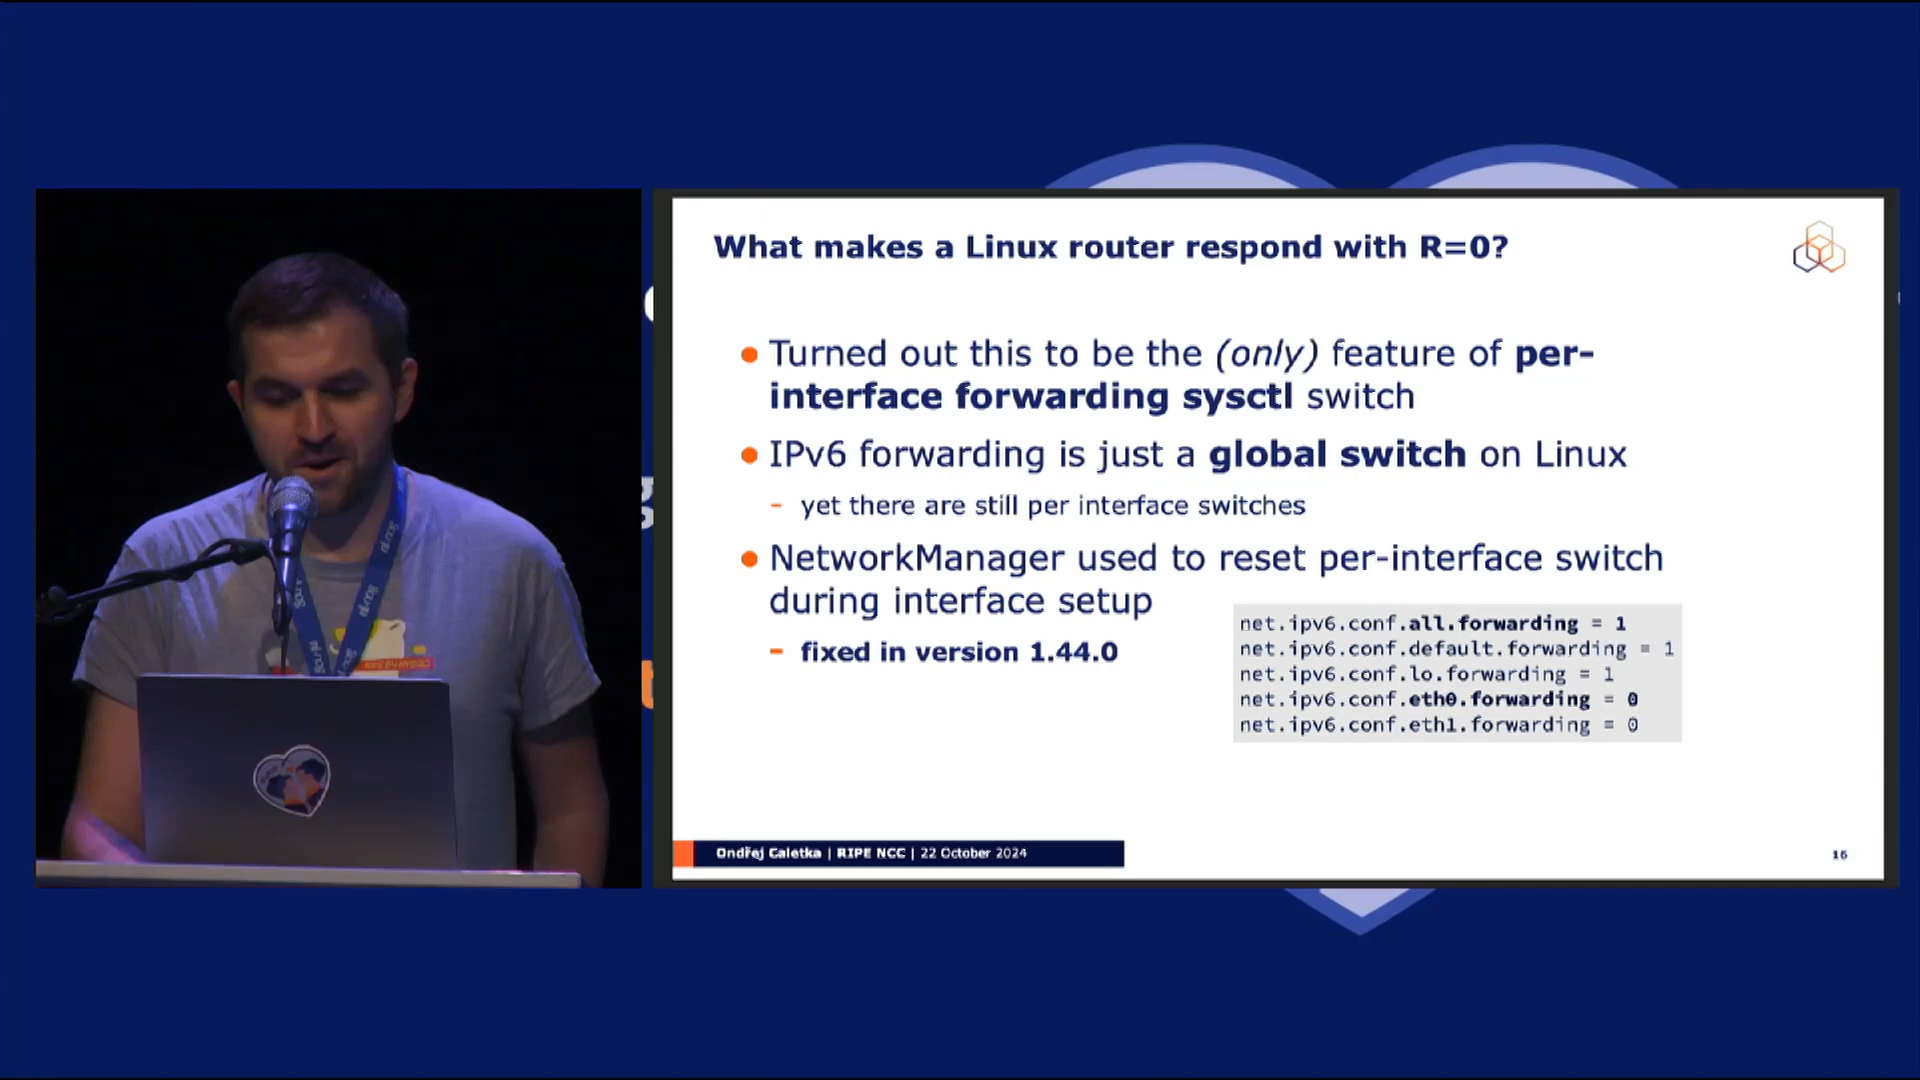 What makes a Linux router respond with R=0?
● Turned out this to be the (only) feature of per-
interface forwarding sysctl switch
● IPv6 forwarding is just a global switch on Linux
– yet there are still per interface switches
● NetworkManager used to reset per-interface switch
during interface setup
– fixed in version 1.44.0
net.ipv6.conf.all.forwarding = 1
net.ipv6.conf.default.forwarding = 1
net.ipv6.conf.lo.forwarding = 1
net.ipv6.conf.eth0.forwarding = 0
net.ipv6.conf.eth1.forwarding = 0
Ondřej Caletka | RIPE NCC | 22 October 2024
16